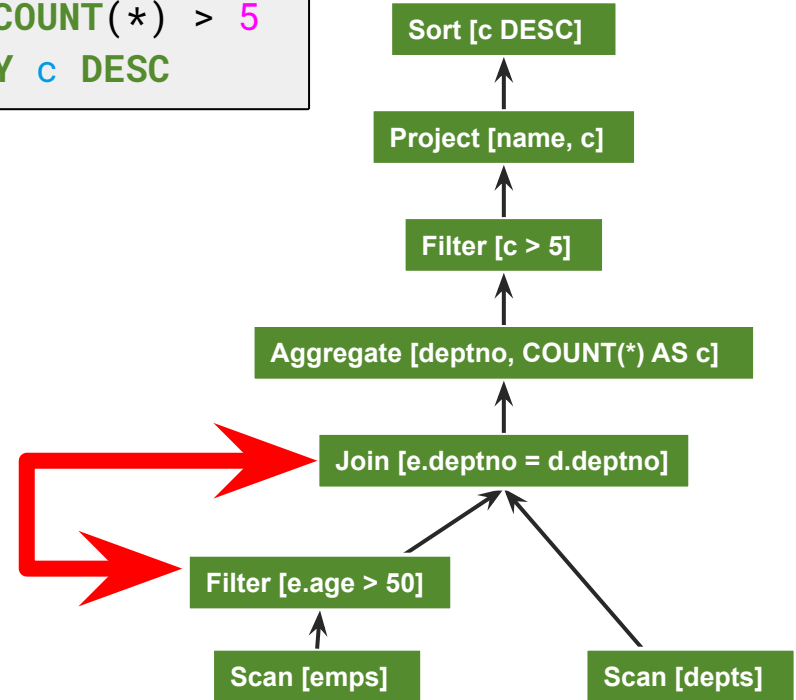 COUNT(*) > 5
Y c DESC
Sort [c DESC]
Project [name, c]
Filter [c > 5]
Aggregate [deptno, COUNT(*) AS c]
Join [e.deptno = d.deptno]
Filter [e.age > 50]
Scan [emps]
Scan [depts]